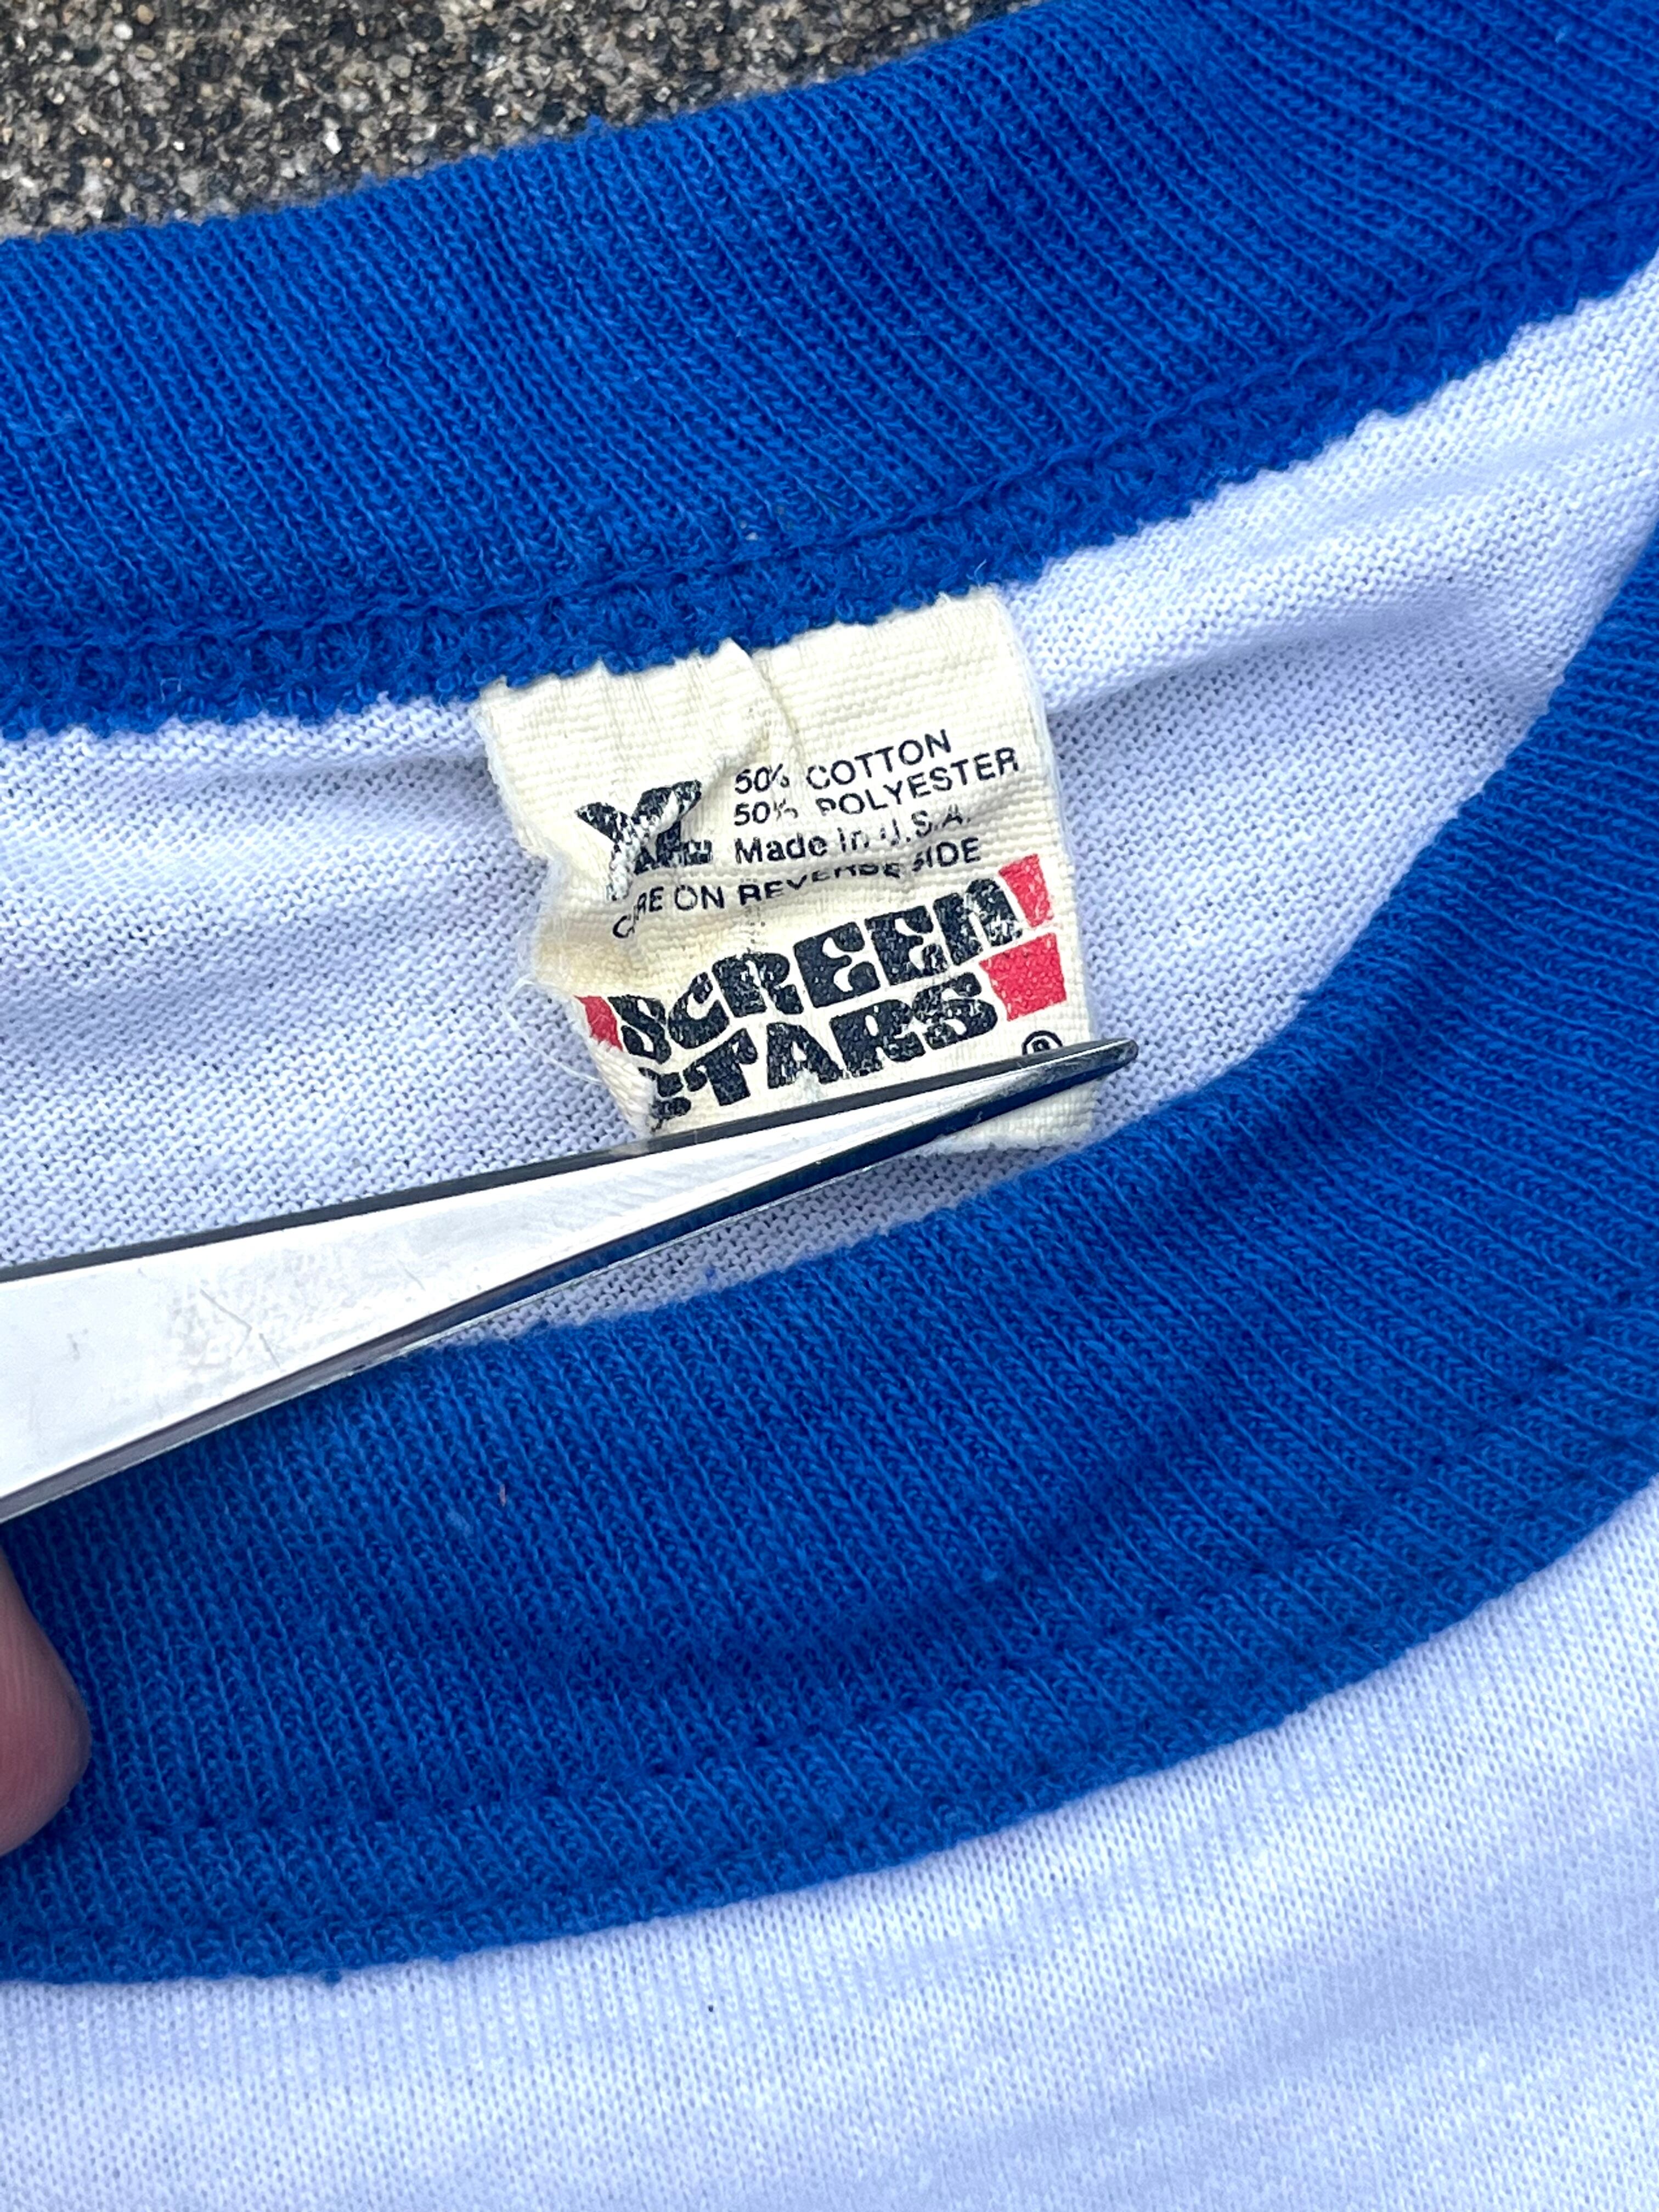 XL
50% COTTON
50% POLYESTER
Made In U.S.A.
CARE ON REVERSE SIDE
SCREEN
STARS
®